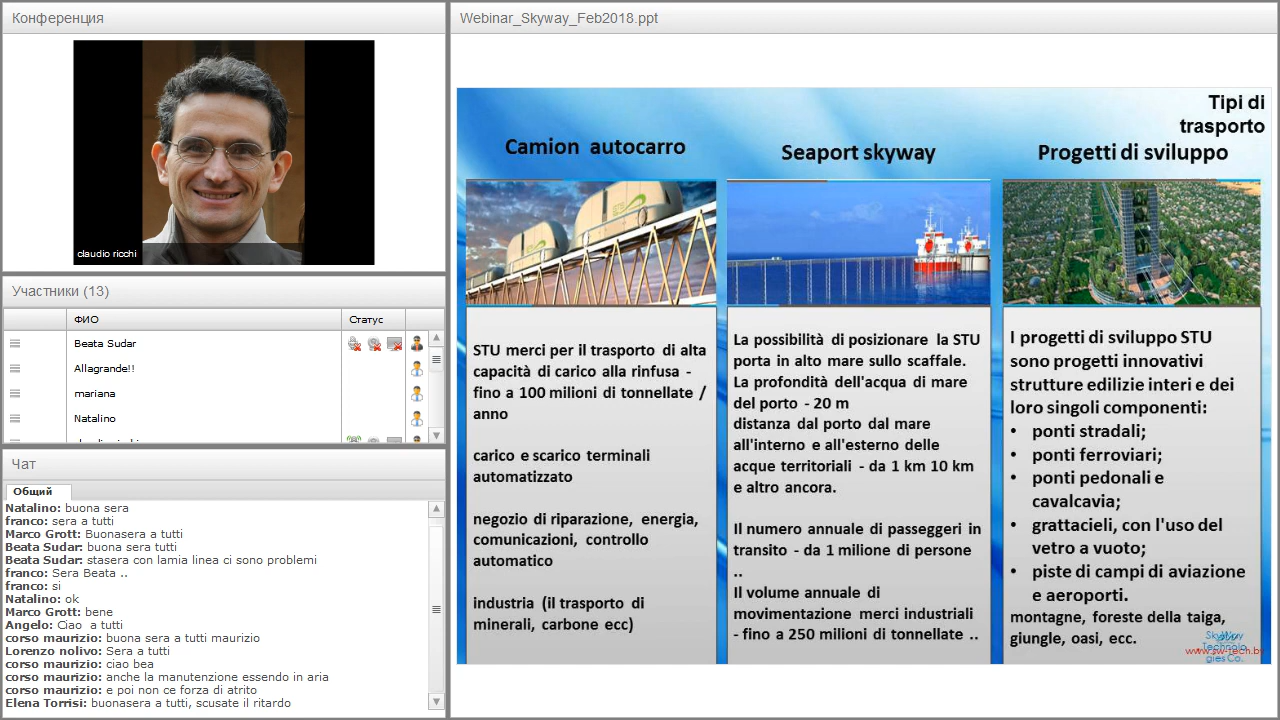 Конференция
claudio ricchi
Участники (13)
ФИО
Статус
Beata Sudar
Allagrande!!
mariana
Natalino
Чат
Общий
Natalino: buona sera
franco: sera a tutti
Marco Grott: Buonasera a tutti
Beata Sudar: buona sera tutti
Beata Sudar: stasera con lamia linea ci sono problemi
franco: Sera Beata ..
franco: si
Natalino: ok
Marco Grott: bene
Angelo: Ciao a tutti
corso maurizio: buona sera a tutti maurizio
Lorenzo nolivo: Sera a tutti
corso maurizio: ciao bea
corso maurizio: anche la manutenzione essendo in aria
corso maurizio: e poi non ce forza di atrito
Elena Torrisi: buonasera a tutti, scusate il ritardo
Webinar_Skyway_Feb2018.ppt
Tipi di
trasporto
Camion autocarro
STU merci per il trasporto di alta
capacità di carico alla rinfusa -
fino a 100 milioni di tonnellate /
anno
carico e scarico terminali
automatizzato
negozio di riparazione, energia,
comunicazioni, controllo
automatico
industria (il trasporto di
minerali, carbone ecc)
Seaport skyway
La possibilità di posizionare la STU
porta in alto mare sullo scaffale.
La profondità dell'acqua di mare
del porto - 20 m
distanza dal porto dal mare
all'interno e all'esterno delle
acque territoriali - da 1 km 10 km
e altro ancora.
Il numero annuale di passeggeri in
transito - da 1 milione di persone
..
Il volume annuale di
movimentazione merci industriali
- fino a 250 milioni di tonnellate ..
Progetti di sviluppo
I progetti di sviluppo STU
sono progetti innovativi
strutture edilizie interi e dei
loro singoli componenti:
• ponti stradali;
• ponti ferroviari;
• ponti pedonali e
cavalcavia;
• grattacieli, con l'uso del
vetro a vuoto;
• piste di campi di aviazione
e aeroporti.
montagne, foreste della taiga,
giungle, oasi, ecc.
SkyWay
Technolo
gies Co.
www.sw-tech.by